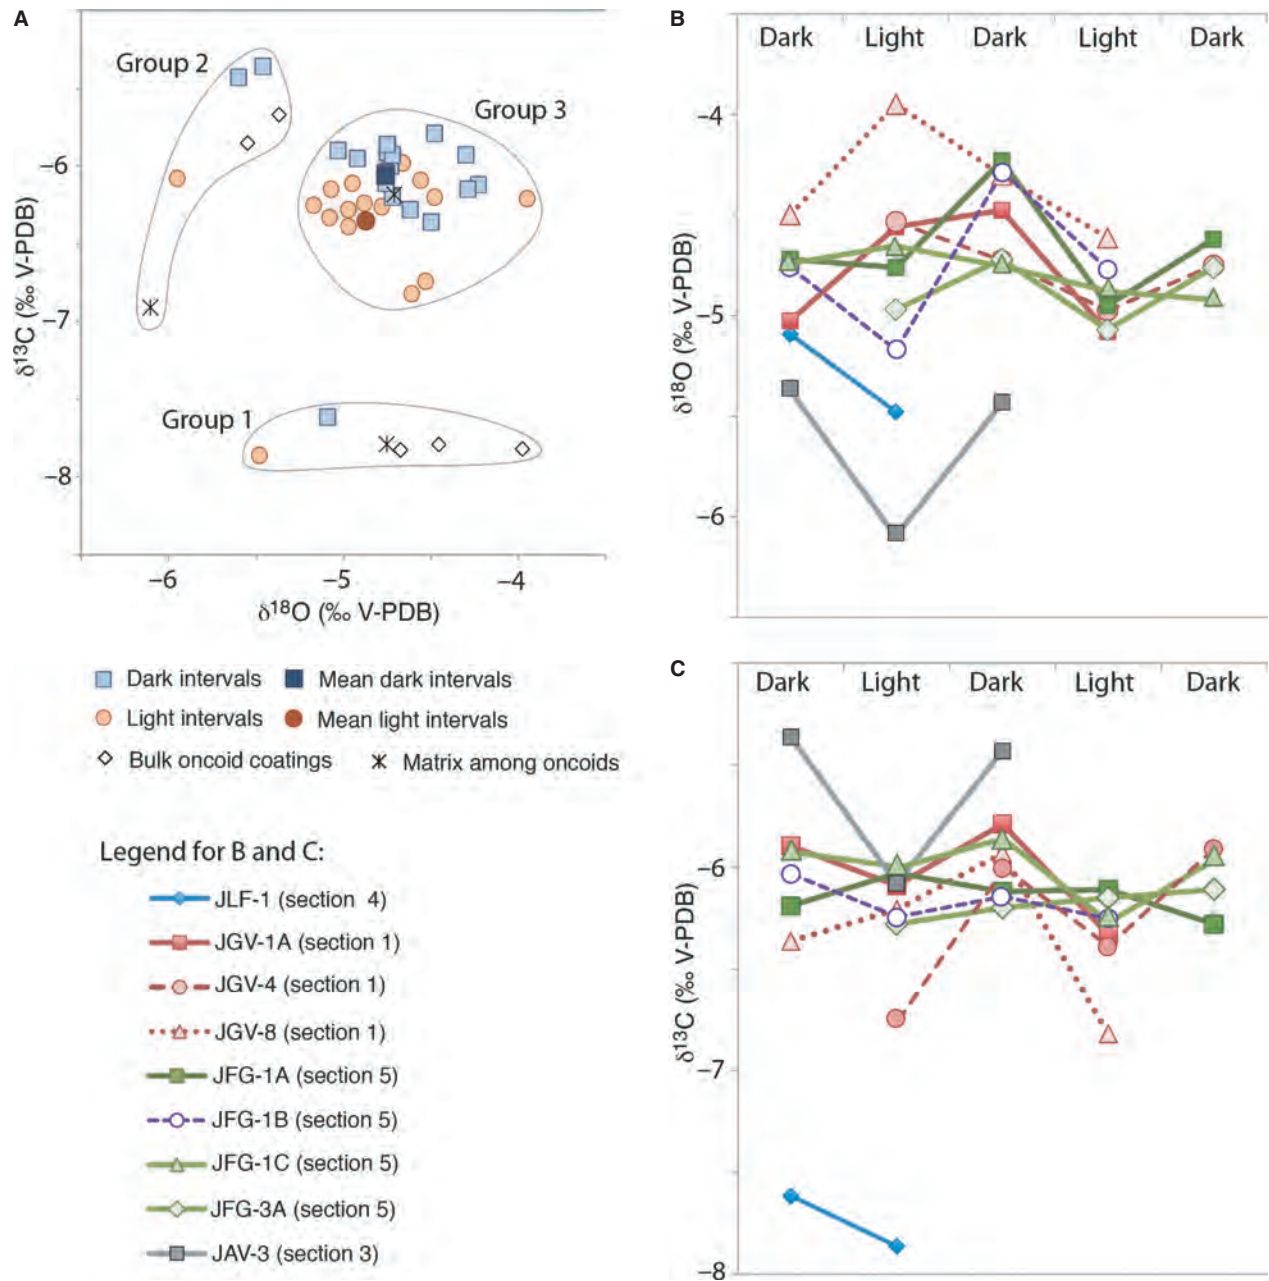 A
Group 2
Group 3
Group 1
−6
−7
−8
δ¹³C (‰ V-PDB)
−6
−5
−4
δ¹⁸O (‰ V-PDB)
Dark intervals
Mean dark intervals
Light intervals
Mean light intervals
Bulk oncoid coatings
Matrix among oncoids
Legend for B and C:
JLF-1 (section 4)
JGV-1A (section 1)
JGV-4 (section 1)
JGV-8 (section 1)
JFG-1A (section 5)
JFG-1B (section 5)
JFG-1C (section 5)
JFG-3A (section 5)
JAV-3 (section 3)
B
Dark Light Dark Light Dark
−4
−5
−6
δ¹⁸O (‰ V-PDB)
C
Dark Light Dark Light Dark
−6
−7
−8
δ¹³C (‰ V-PDB)